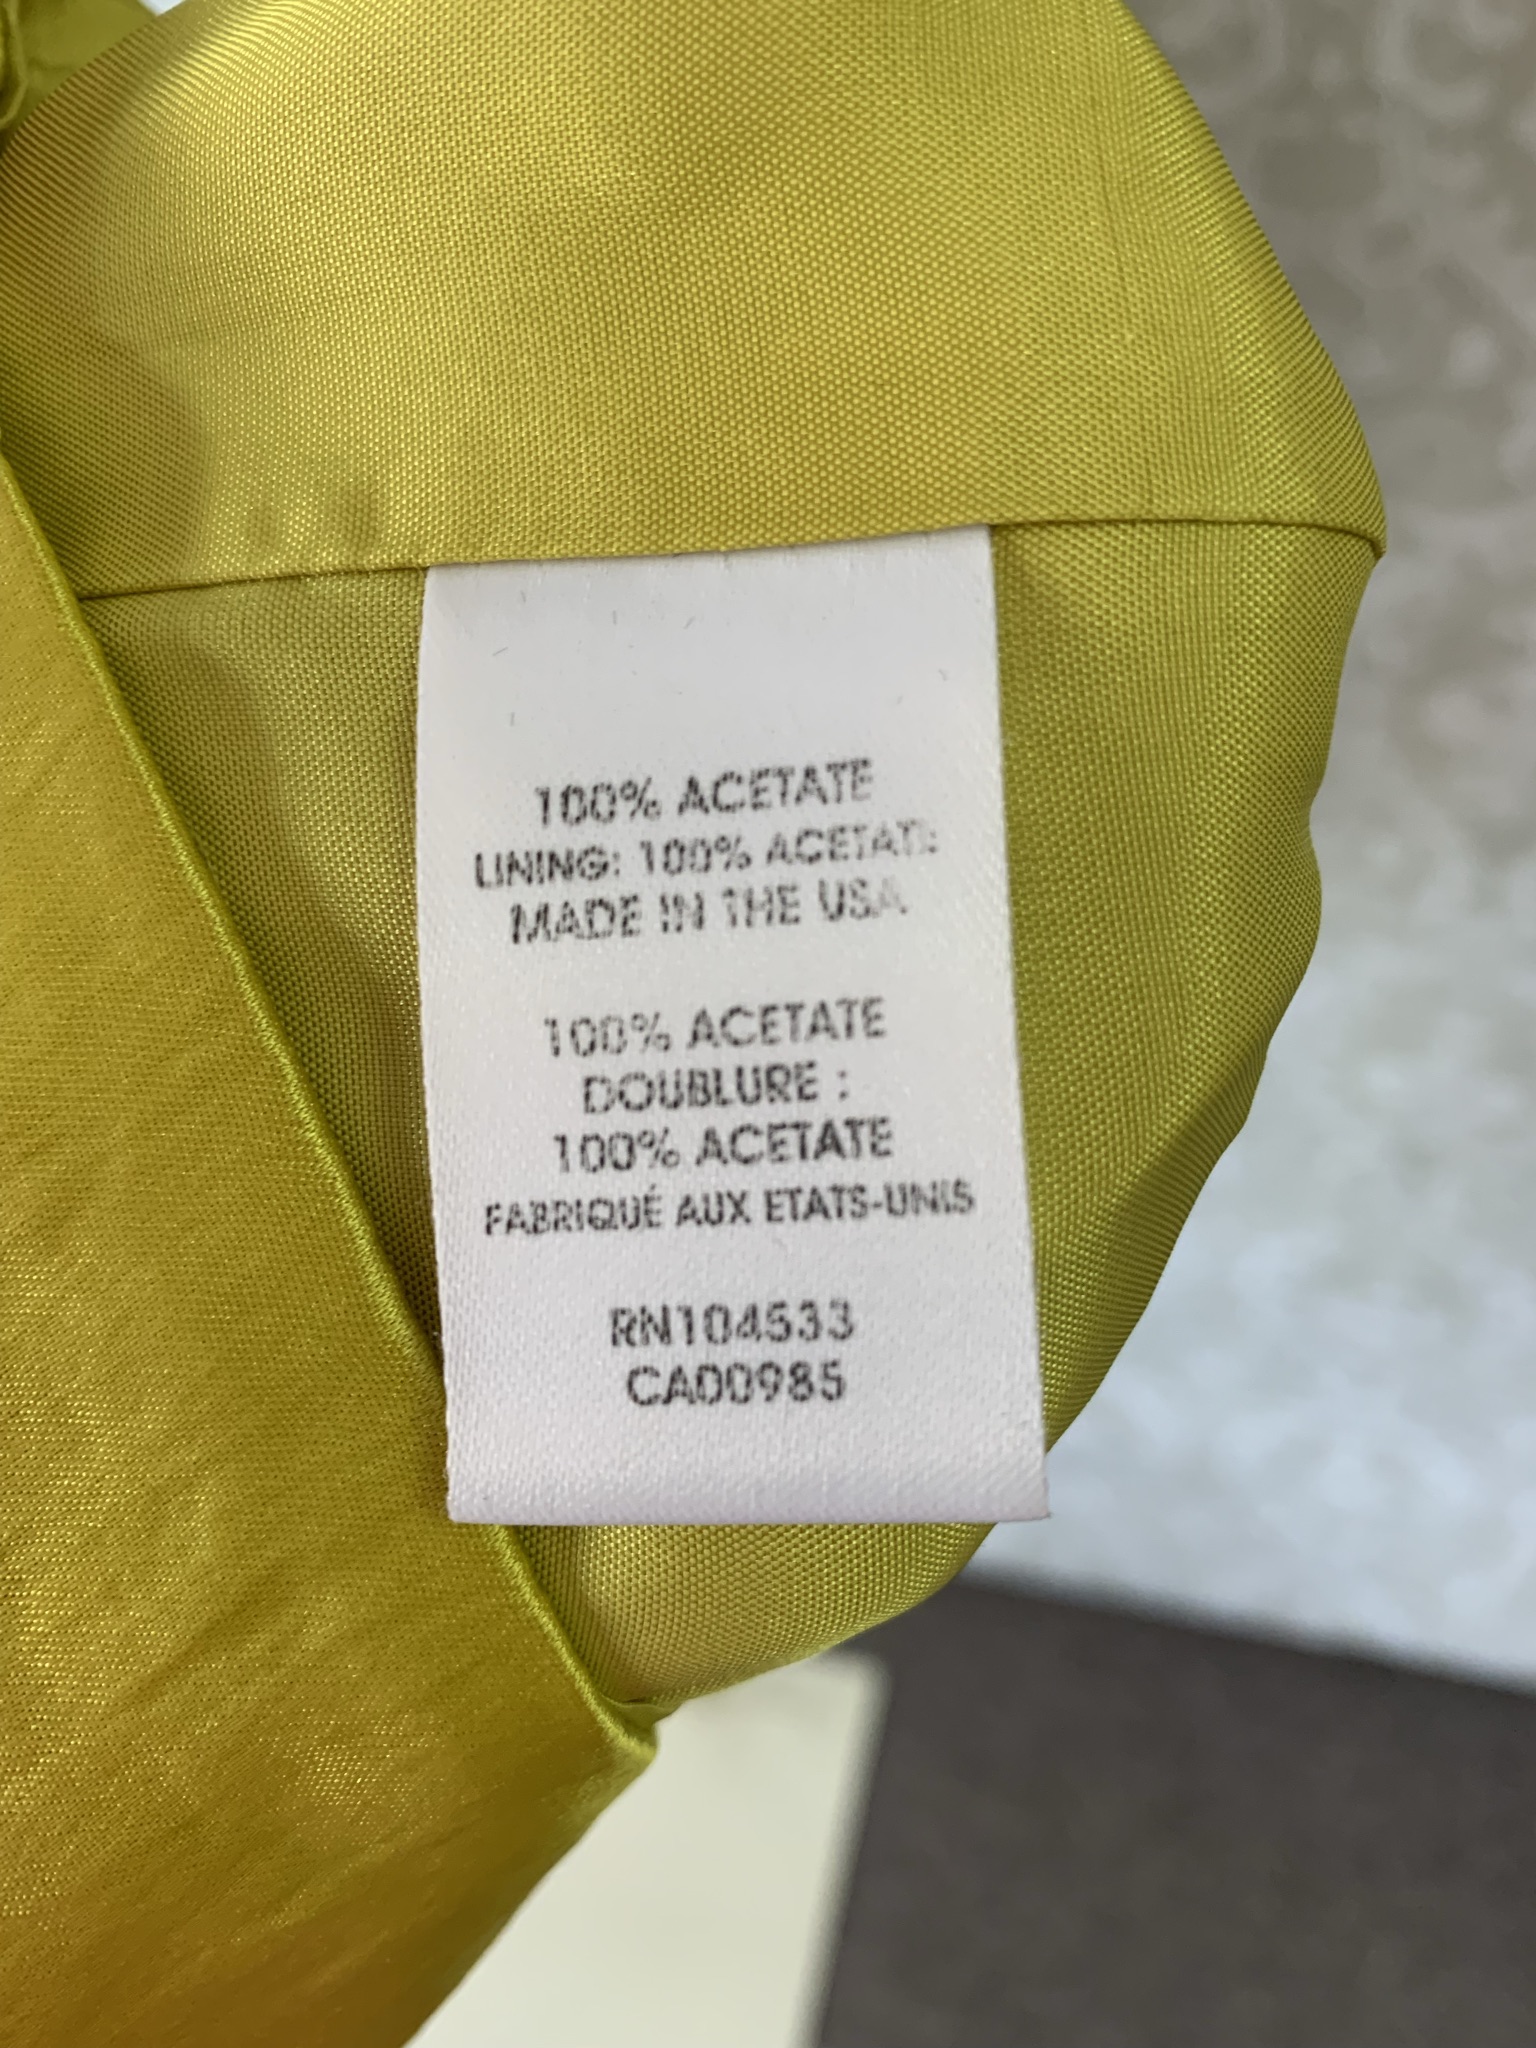 100% ACETATE
LINING: 100% ACETATE
MADE IN THE USA
100% ACETATE
DOUBLURE :
100% ACETATE
FABRIQUÉ AUX ETATS-UNIS
RN104533
CA00985